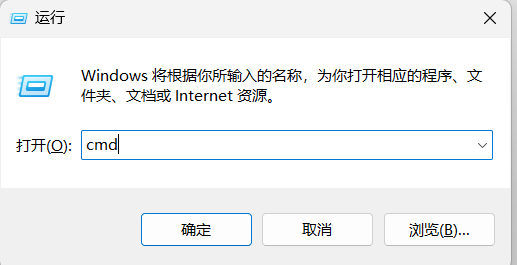 运行
Windows 将根据你所输入的名称，为你打开相应的程序、文
件夹、文档或 Internet 资源。
打开(O): cmd
确定 取消 浏览(B)...